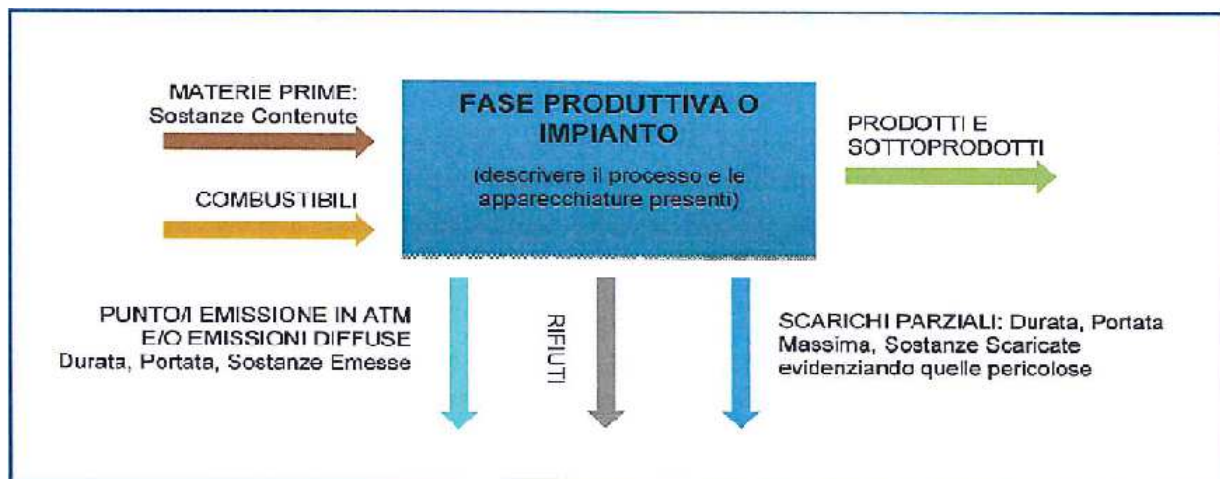 MATERIE PRIME:
Sostanze Contenute
COMBUSTIBILI
FASE PRODUTTIVA O
IMPIANTO
(descrivere il processo e le
apparecchiature presenti)
PRODOTTI E
SOTTOPRODOTTI
PUNTO/I EMISSIONE IN ATM
E/O EMISSIONI DIFFUSE
Durata, Portata, Sostanze Emesse
RIFIUTI
SCARICHI PARZIALI: Durata, Portata
Massima, Sostanze Scaricate
evidenziando quelle pericolose